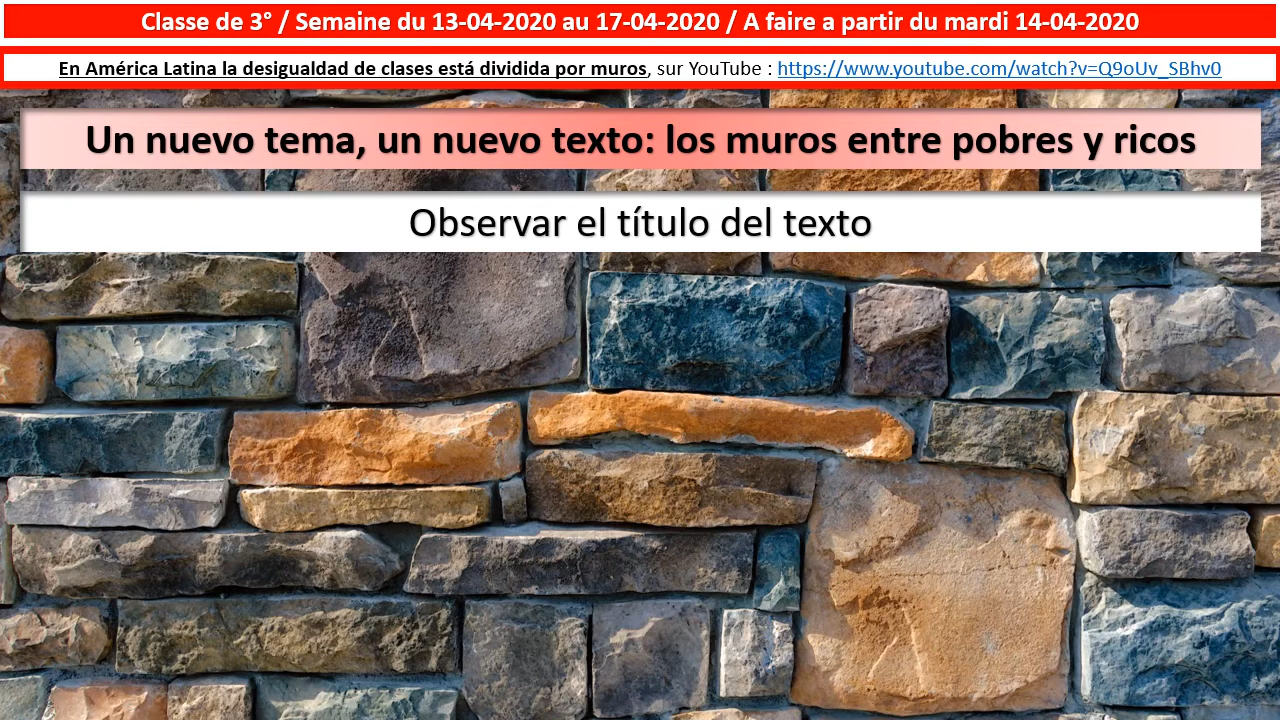 Classe de 3° / Semaine du 13-04-2020 au 17-04-2020 / A faire a partir du mardi 14-04-2020
En América Latina la desigualdad de clases está dividida por muros, sur YouTube : https://www.youtube.com/watch?v=Q9oUv_SBhv0
Un nuevo tema, un nuevo texto: los muros entre pobres y ricos
Observar el título del texto